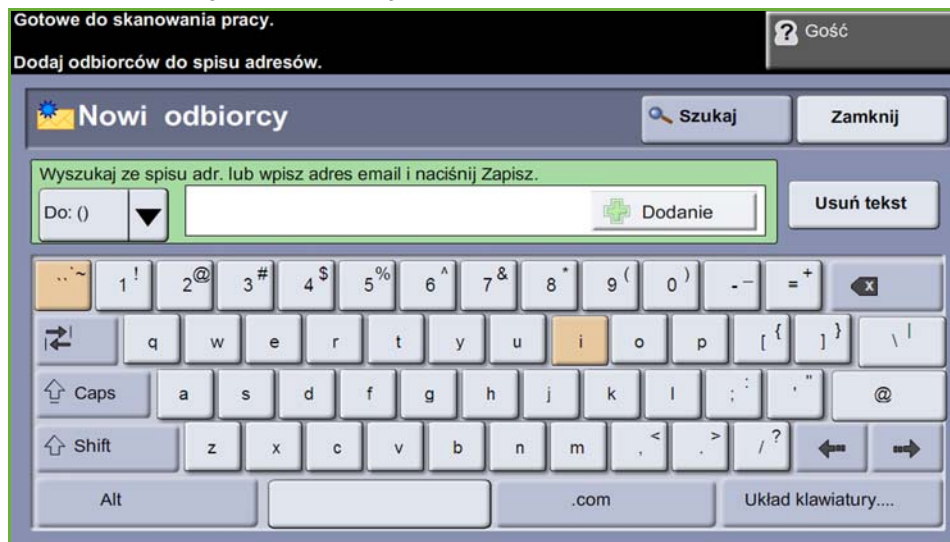 Gotowe do skanowania pracy.
Gość
Dodaj odbiorców do spisu adresów.
Nowi odbiorcy
Szukaj
Zamknij
Wyszukaj ze spisu adr. lub wpisz adres email i naciśnij Zapisz.
Do: ()
Dodanie
Usuń tekst
..`~ 1! 2@ 3# 4$ 5% 6^ 7& 8* 9( 0) -– =+ x
q w e r t y u i o p [{ ]} \|
Caps a s d f g h j k l ;: '" @
Shift z x c v b n m ,< .> /?
Alt .com Układ klawiatury....